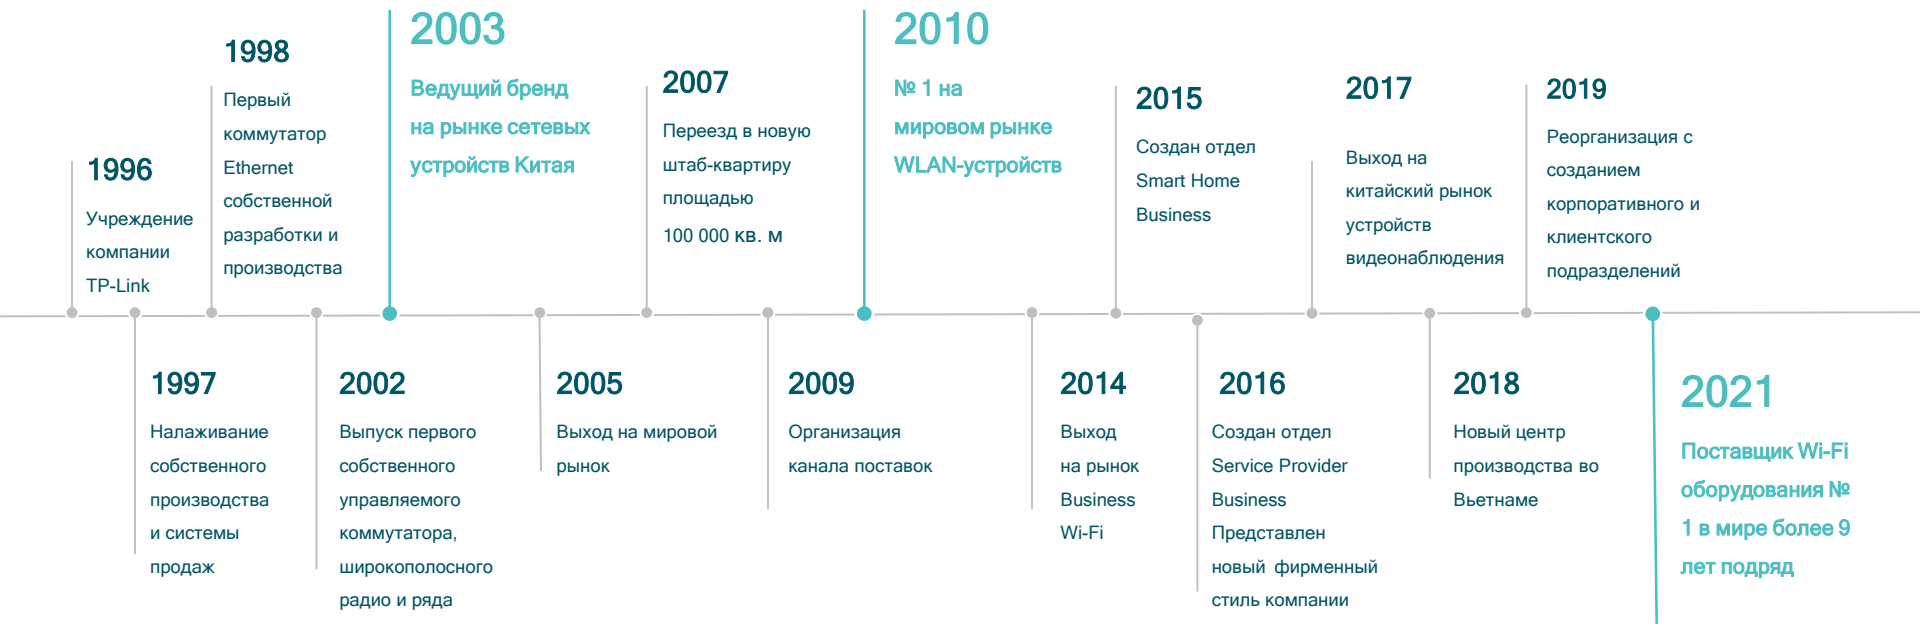 1996
Учреждение
компании
TP-Link
1998
Первый
коммутатор
Ethernet
собственной
разработки и
производства
2003
Ведущий бренд
на рынке сетевых
устройств Китая
2007
Переезд в новую
штаб-квартиру
площадью
100 000 кв. м
2010
№ 1 на
мировом рынке
WLAN-устройств
2015
Создан отдел
Smart Home
Business
2017
Выход на
китайский рынок
устройств
видеонаблюдения
2019
Реорганизация с
созданием
корпоративного и
клиентского
подразделений
1997
Налаживание
собственного
производства
и системы
продаж
2002
Выпуск первого
собственного
управляемого
коммутатора,
широкополосного
радио и ряда
2005
Выход на мировой
рынок
2009
Организация
канала поставок
2014
Выход
на рынок
Business
Wi-Fi
2016
Создан отдел
Service Provider
Business
Представлен
новый фирменный
стиль компании
2018
Новый центр
производства во
Вьетнаме
2021
Поставщик Wi-Fi
оборудования №
1 в мире более 9
лет подряд